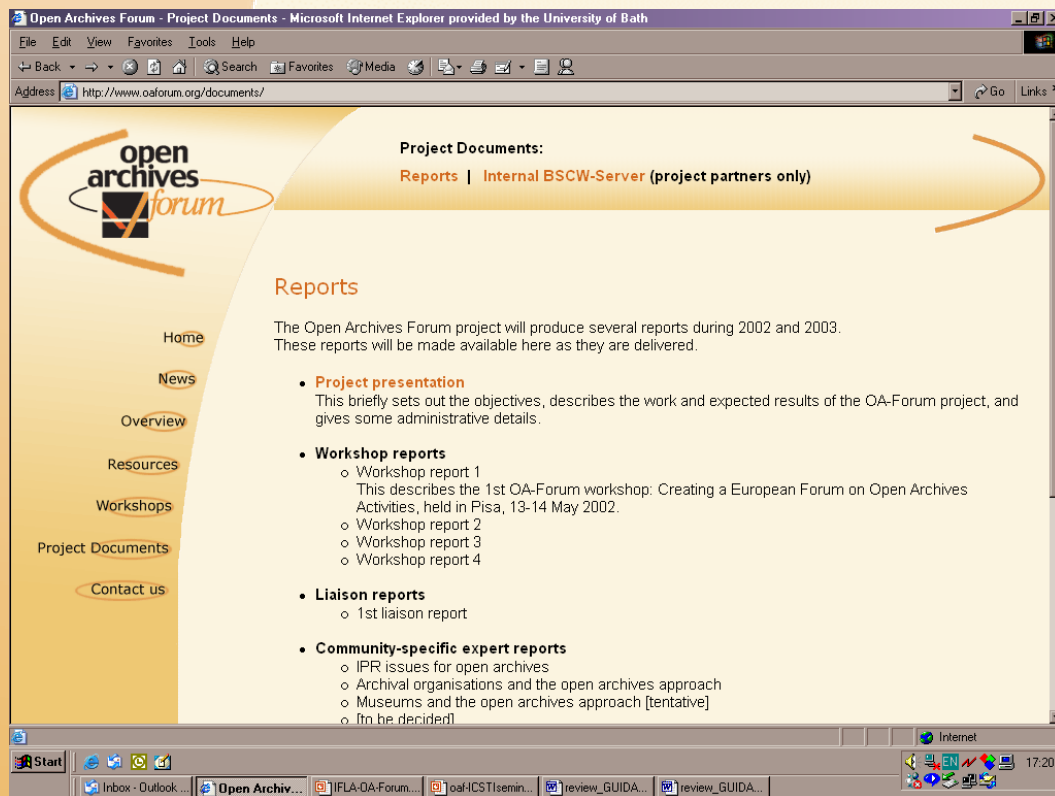 Open Archives Forum - Project Documents - Microsoft Internet Explorer provided by the University of Bath
File Edit View Favorites Tools Help
Back Search Favorites Media
Address http://www.oaforum.org/documents/ Go Links
open
archives
forum
Project Documents:
Reports | Internal BSCW-Server (project partners only)
Home
News
Overview
Resources
Workshops
Project Documents
Contact us
Reports
The Open Archives Forum project will produce several reports during 2002 and 2003.
These reports will be made available here as they are delivered.
• Project presentation
This briefly sets out the objectives, describes the work and expected results of the OA-Forum project, and
gives some administrative details.
• Workshop reports
o Workshop report 1
This describes the 1st OA-Forum workshop: Creating a European Forum on Open Archives
Activities, held in Pisa, 13-14 May 2002.
o Workshop report 2
o Workshop report 3
o Workshop report 4
• Liaison reports
o 1st liaison report
• Community-specific expert reports
o IPR issues for open archives
o Archival organisations and the open archives approach
o Museums and the open archives approach [tentative]
o [to be decided]
Internet
Start EN 17:20
Inbox - Outlook ... Open Archiv... IFLA-OA-Forum.... oaf-ICSTIsemin... review_GUIDA... review_GUIDA...